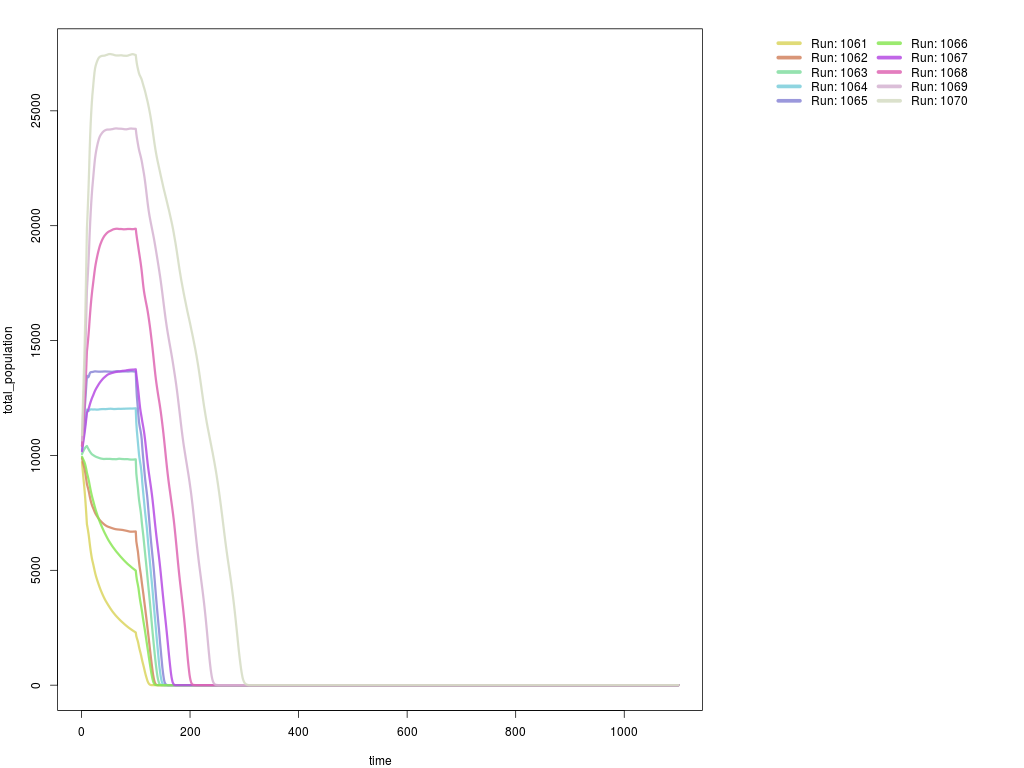 Run: 1061 Run: 1066
Run: 1062 Run: 1067
Run: 1063 Run: 1068
Run: 1064 Run: 1069
Run: 1065 Run: 1070
total_population
25000
20000
15000
10000
5000
0
0 200 400 600 800 1000
time